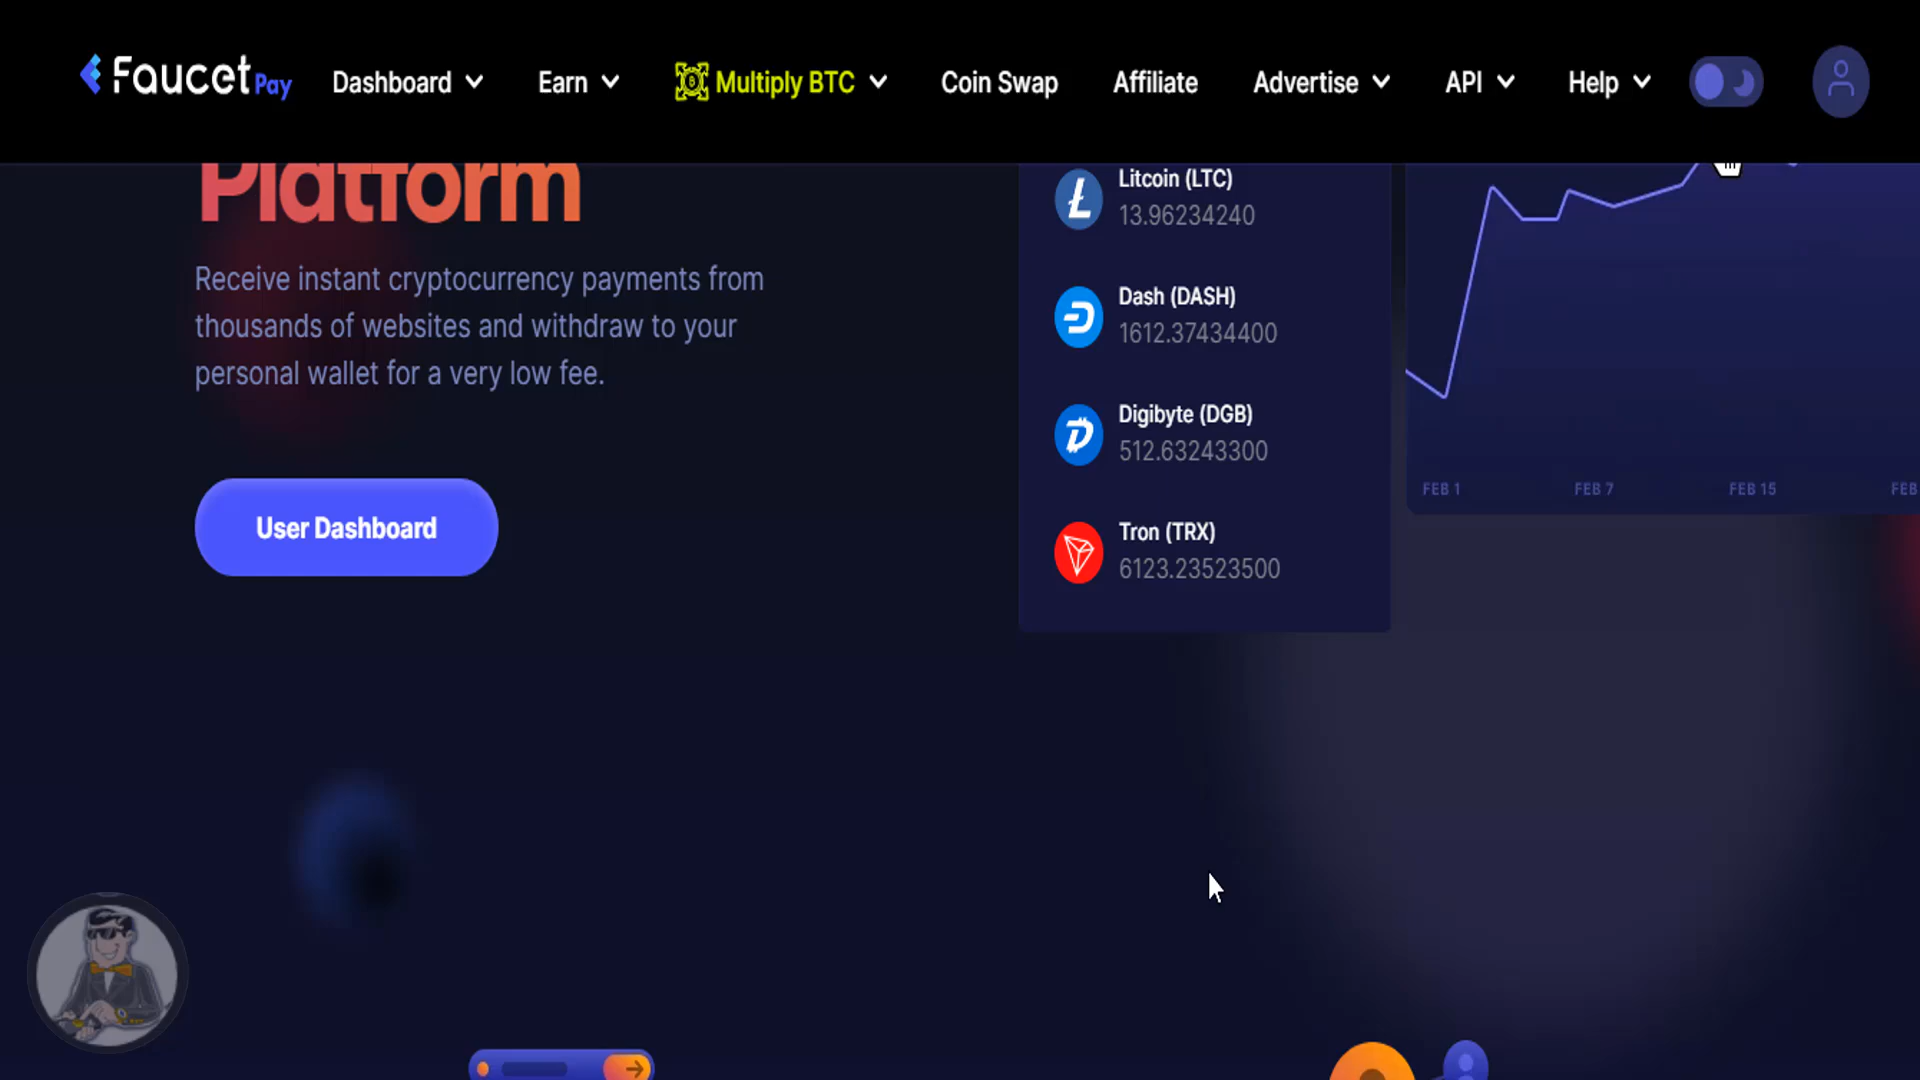 Faucet Pay
Dashboard
Earn
Multiply BTC
Coin Swap
Affiliate
Advertise
API
Help
Platform
Receive instant cryptocurrency payments from
thousands of websites and withdraw to your
personal wallet for a very low fee.
User Dashboard
Litcoin (LTC)
13.96234240
Dash (DASH)
1612.37434400
Digibyte (DGB)
512.63243300
Tron (TRX)
6123.23523500
FEB 1
FEB 7
FEB 15
FEB